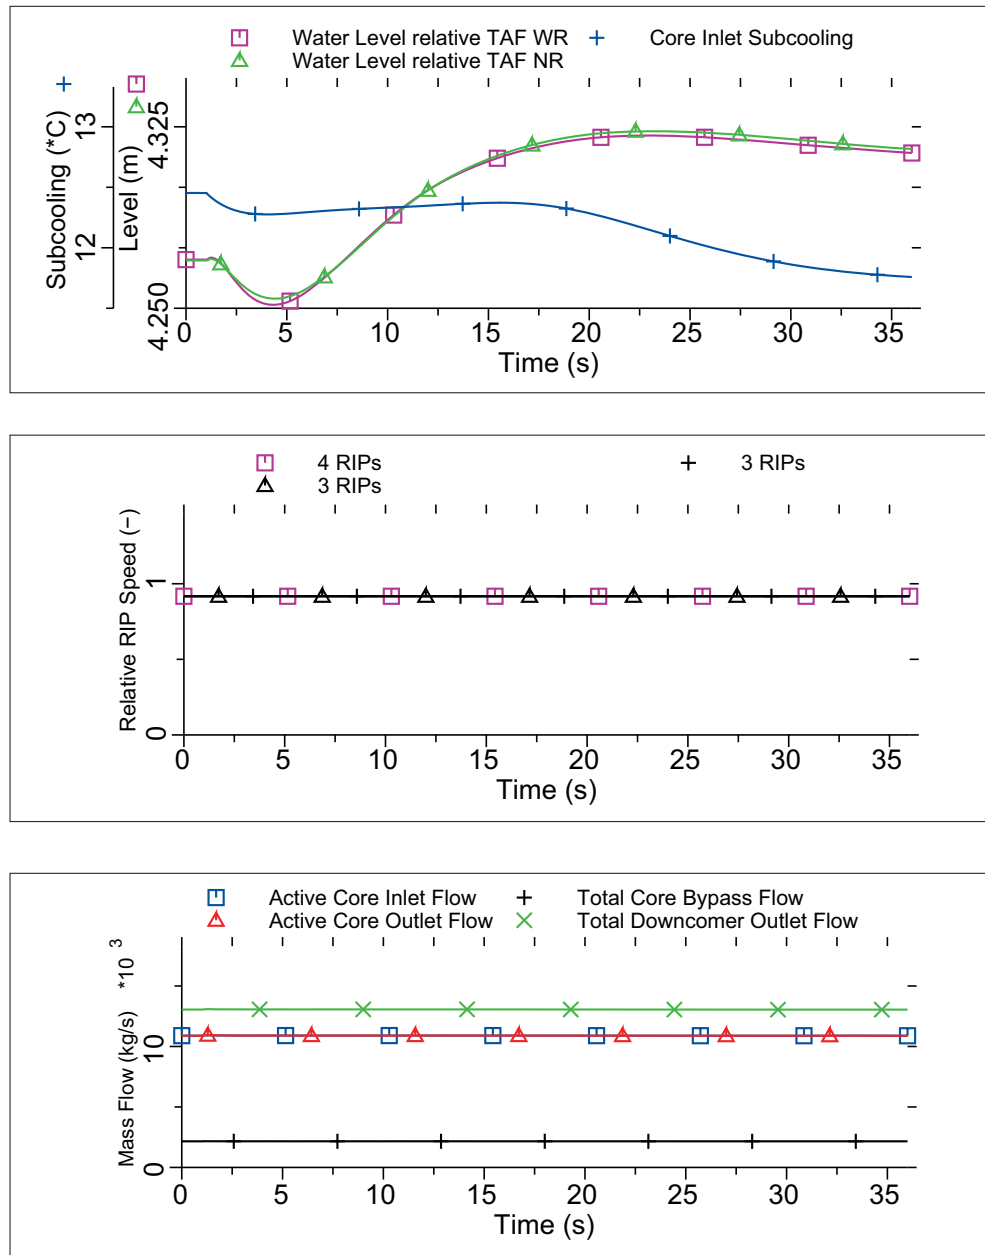 Water Level relative TAF WR
Core Inlet Subcooling
Water Level relative TAF NR
Subcooling (*C)
12
13
Level (m)
4.250
4.325
0 5 10 15 20 25 30 35
Time (s)
4 RIPs
3 RIPs
3 RIPs
Relative RIP Speed (−)
0
1
0 5 10 15 20 25 30 35
Time (s)
Active Core Inlet Flow
Total Core Bypass Flow
Active Core Outlet Flow
Total Downcomer Outlet Flow
Mass Flow (kg/s) *10 3
0
10
0 5 10 15 20 25 30 35
Time (s)